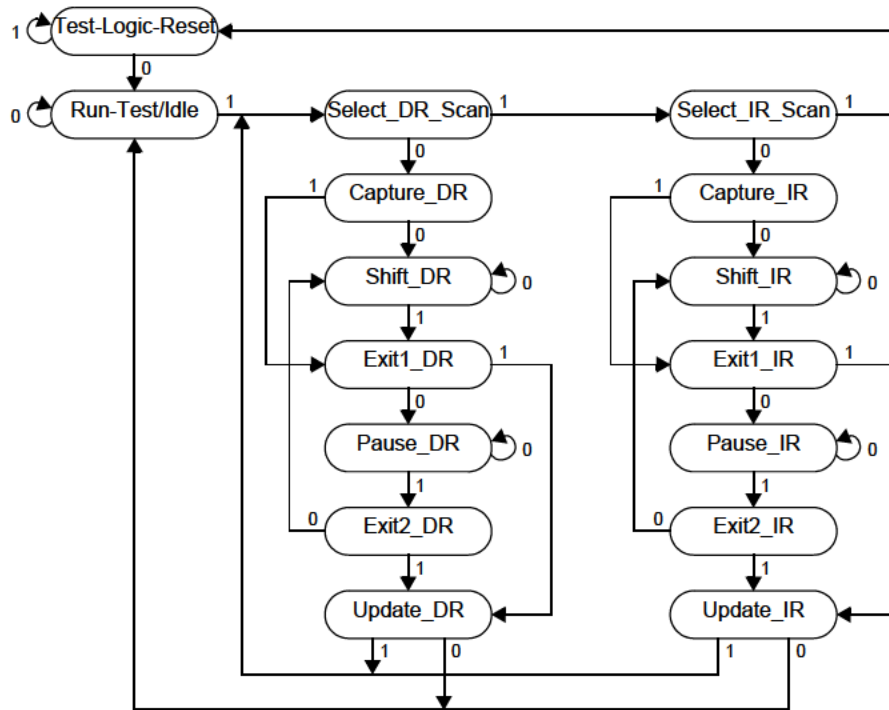 Test-Logic-Reset
1
0
Run-Test/Idle
0
1
Select_DR_Scan
1
Select_IR_Scan
1
0
0
1
Capture_DR
1
Capture_IR
0
0
Shift_DR
0
Shift_IR
0
1
1
Exit1_DR
1
Exit1_IR
1
0
0
Pause_DR
0
Pause_IR
0
1
1
0
Exit2_DR
0
Exit2_IR
1
1
Update_DR
Update_IR
1
0
1
0